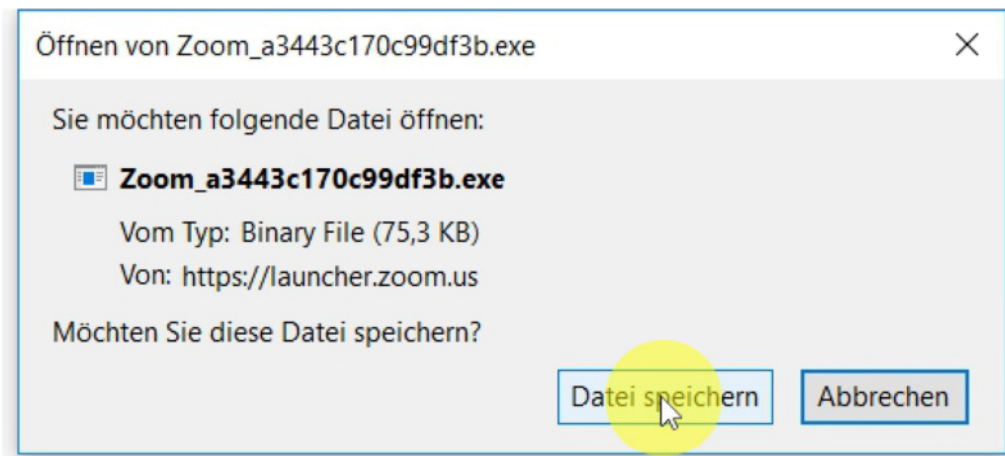 Öffnen von Zoom_a3443c170c99df3b.exe
Sie möchten folgende Datei öffnen:
Zoom_a3443c170c99df3b.exe
Vom Typ: Binary File (75,3 KB)
Von: https://launcher.zoom.us
Möchten Sie diese Datei speichern?
Datei speichern Abbrechen